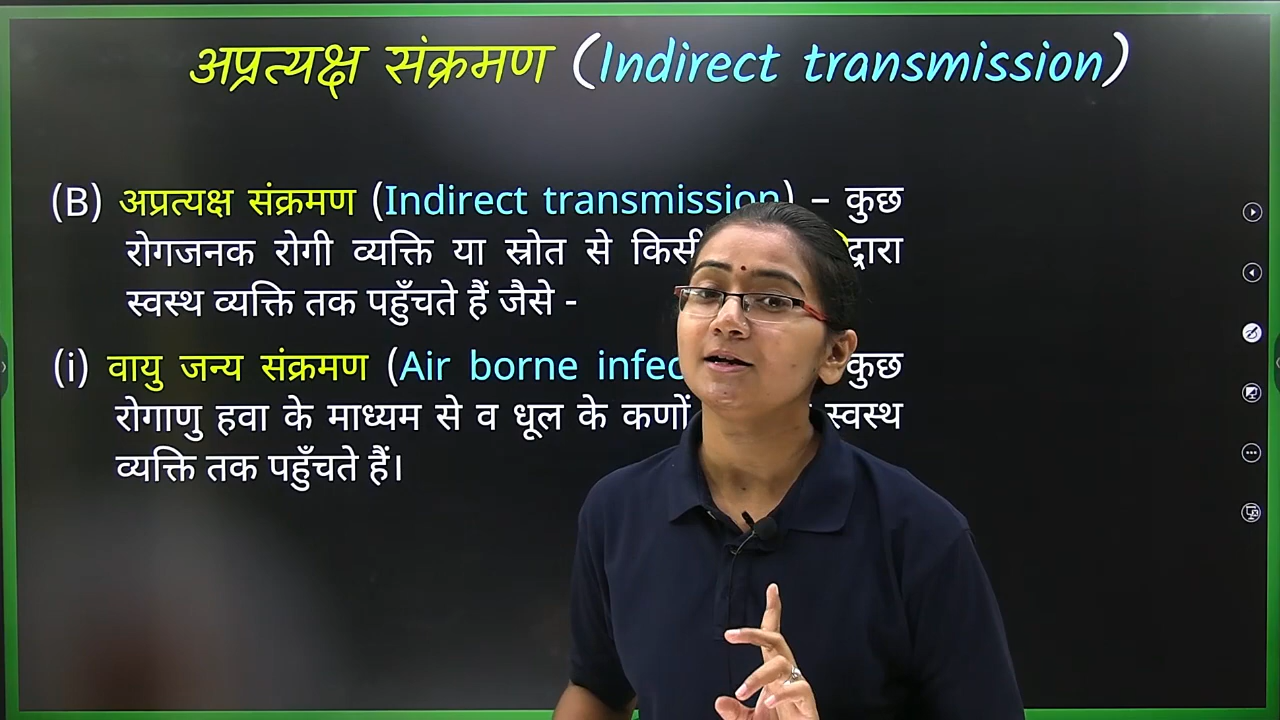 अप्रत्यक्ष संक्रमण (Indirect transmission)
(B) अप्रत्यक्ष संक्रमण (Indirect transmission) – कुछ
रोगजनक रोगी व्यक्ति या स्रोत से किसी द्वारा
स्वस्थ व्यक्ति तक पहुँचते हैं जैसे -
(i) वायु जन्य संक्रमण (Air borne कुछ
रोगाणु हवा के माध्यम से व धूल के कणों स्वस्थ
व्यक्ति तक पहुँचते हैं।